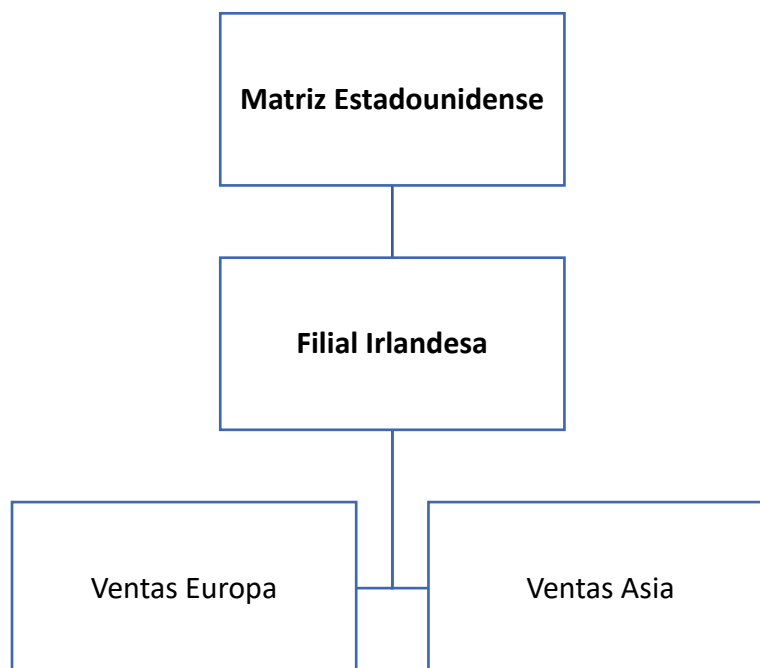 Matriz Estadounidense
Filial Irlandesa
Ventas Europa
Ventas Asia